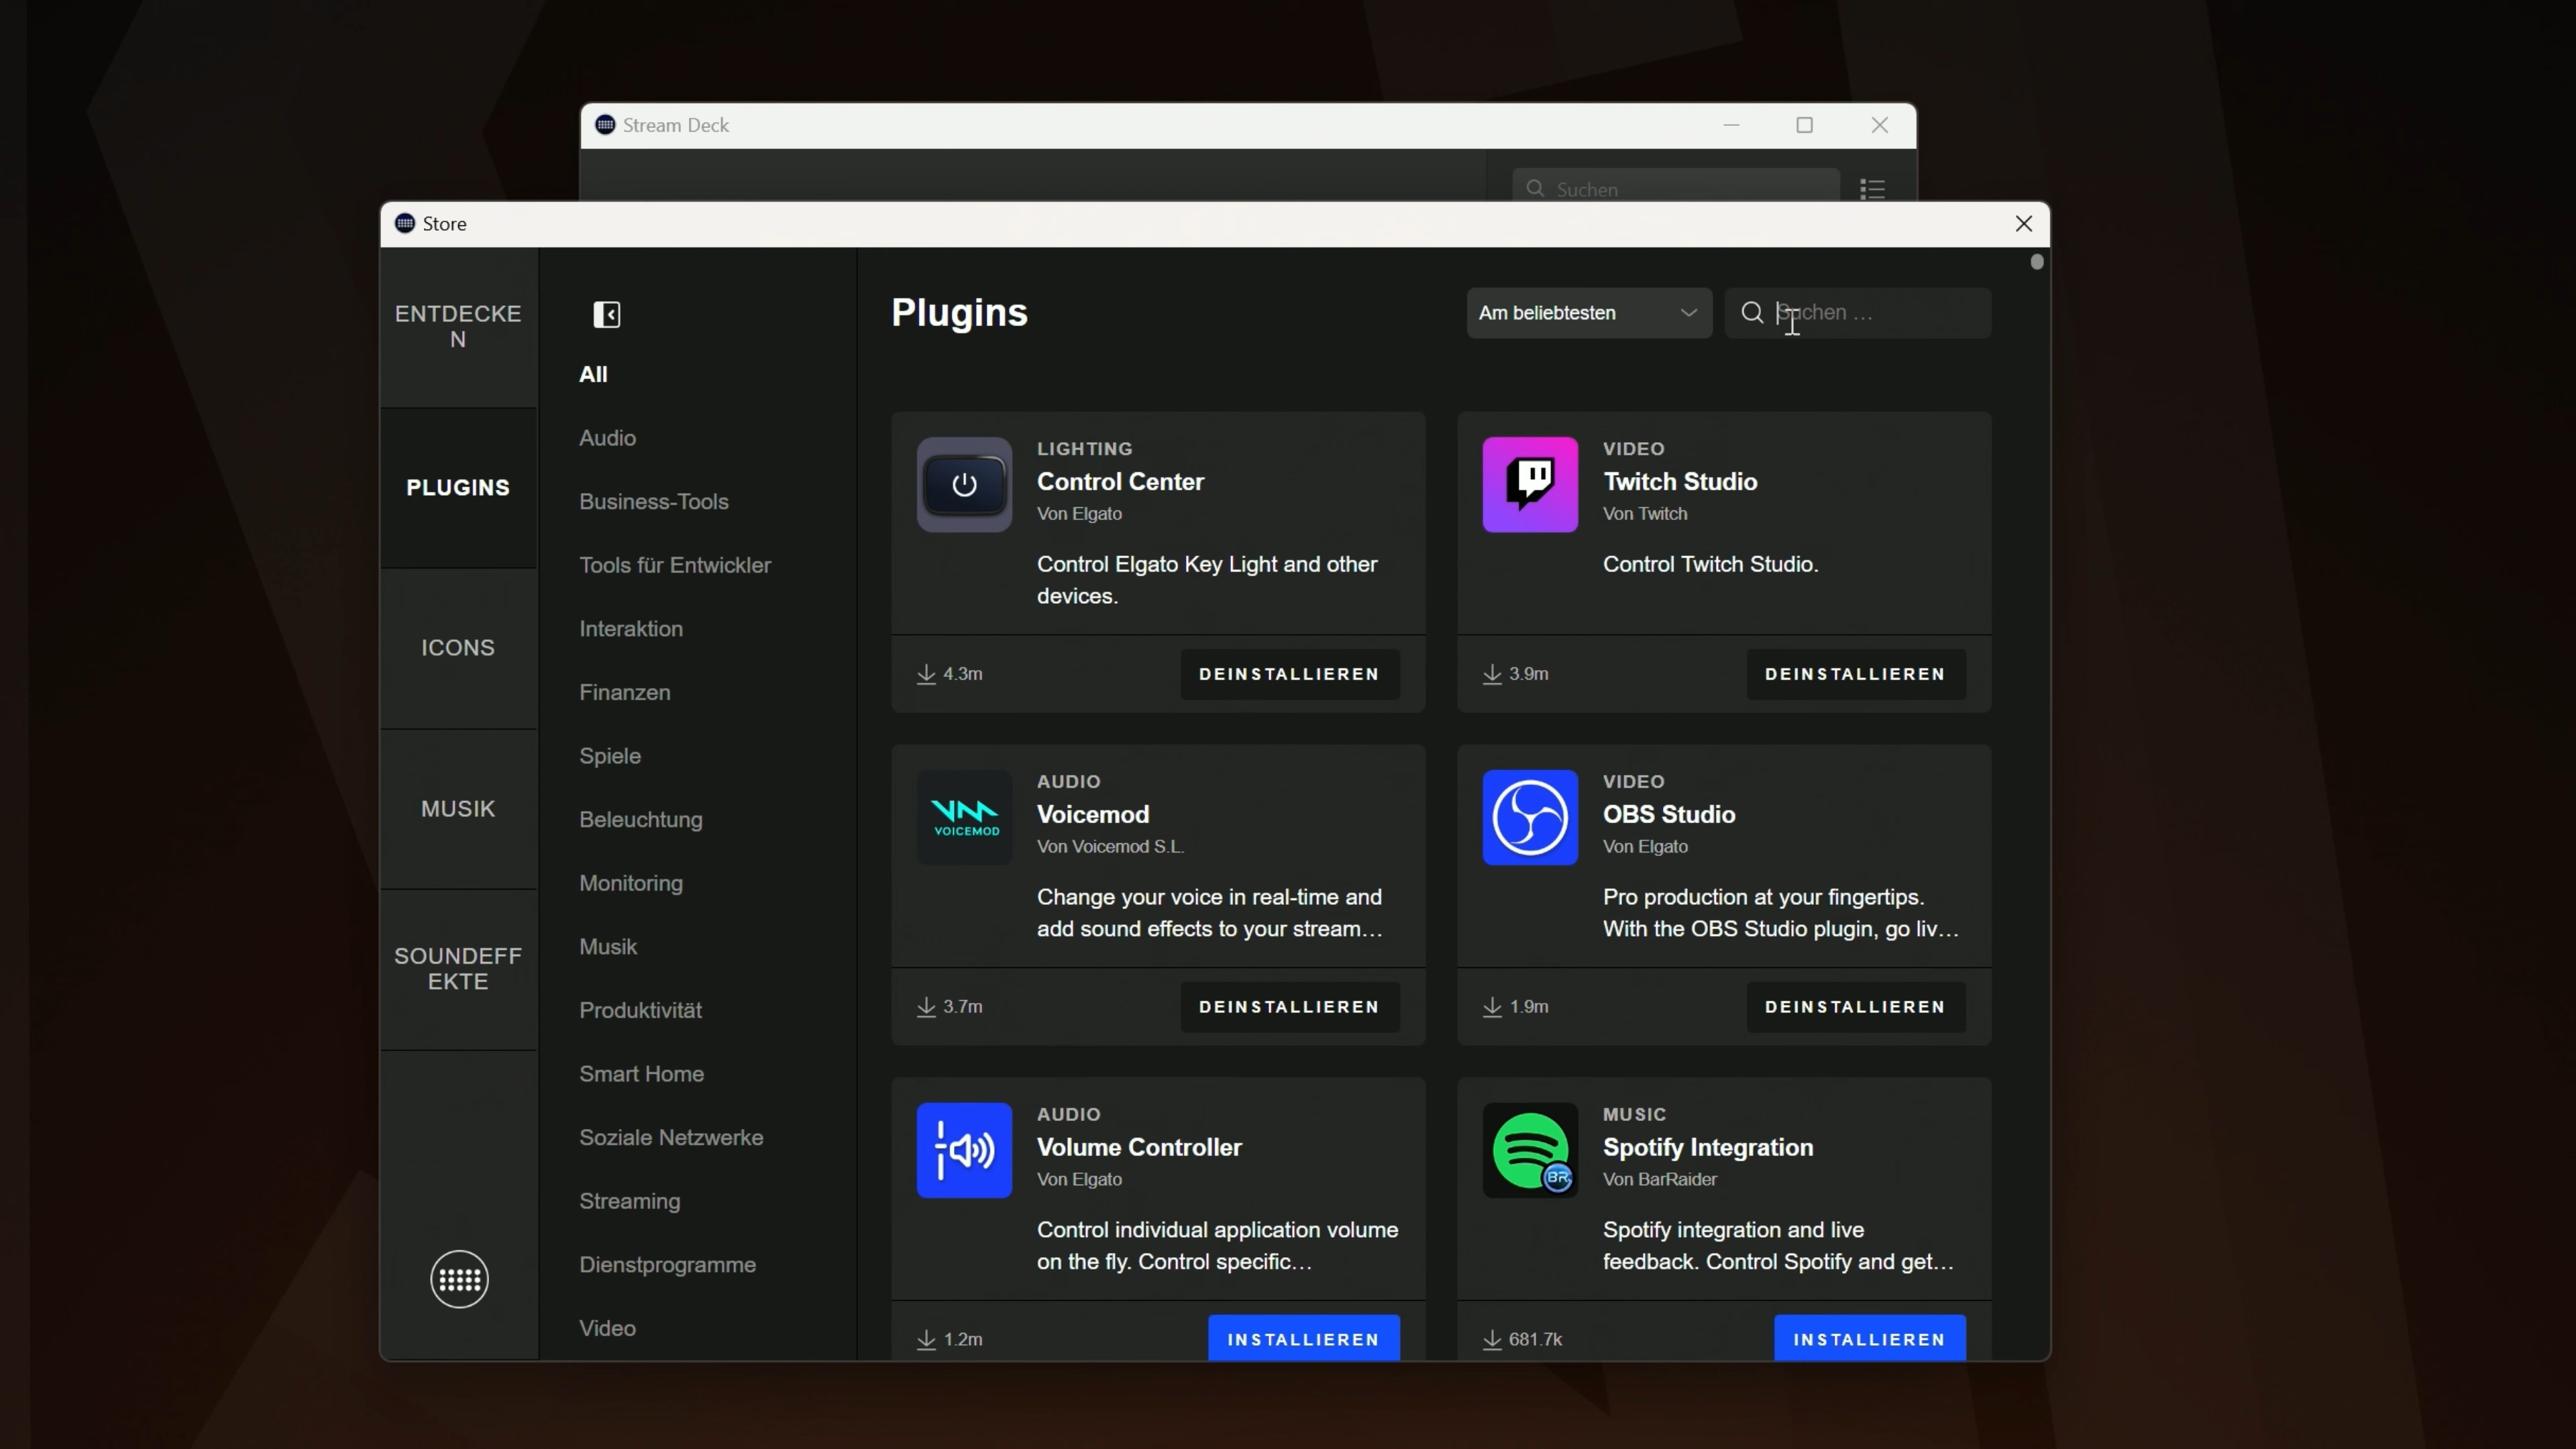 Stream Deck
Suchen
Store
ENTDECKE
N
PLUGINS
ICONS
MUSIK
SOUNDEFF
EKTE
All
Audio
Business-Tools
Tools für Entwickler
Interaktion
Finanzen
Spiele
Beleuchtung
Monitoring
Musik
Produktivität
Smart Home
Soziale Netzwerke
Streaming
Dienstprogramme
Video
Plugins
Am beliebtesten
Suchen ...
LIGHTING
Control Center
Von Elgato
Control Elgato Key Light and other
devices.
4.3m
DEINSTALLIEREN
VIDEO
Twitch Studio
Von Twitch
Control Twitch Studio.
3.9m
DEINSTALLIEREN
VOICEMOD
AUDIO
Voicemod
Von Voicemod S.L.
Change your voice in real-time and
add sound effects to your stream...
3.7m
DEINSTALLIEREN
VIDEO
OBS Studio
Von Elgato
Pro production at your fingertips.
With the OBS Studio plugin, go liv...
1.9m
DEINSTALLIEREN
AUDIO
Volume Controller
Von Elgato
Control individual application volume
on the fly. Control specific...
1.2m
INSTALLIEREN
BR
MUSIC
Spotify Integration
Von BarRaider
Spotify integration and live
feedback. Control Spotify and get...
681.7k
INSTALLIEREN